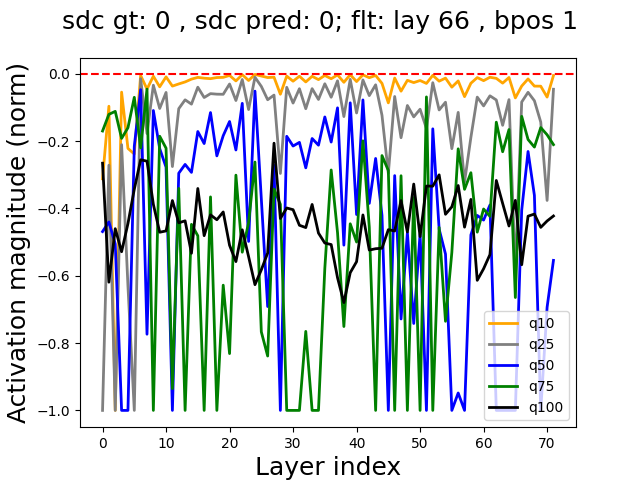 sdc gt: 0 , sdc pred: 0; flt: lay 66 , bpos 1
Activation magnitude (norm)
0.0
−0.2
−0.4
−0.6
−0.8
−1.0
0 10 20 30 40 50 60 70
Layer index
q10
q25
q50
q75
q100